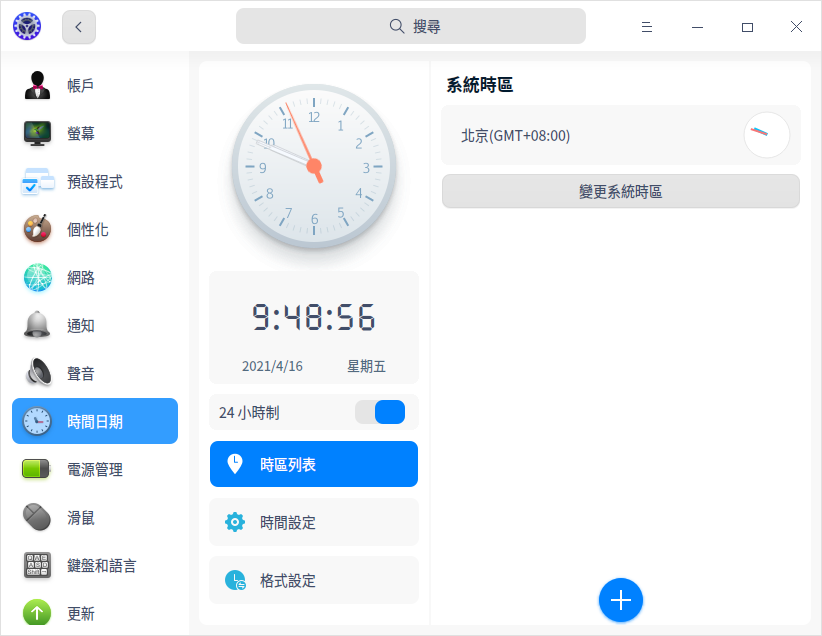 搜尋
帳戶
螢幕
預設程式
個性化
網路
通知
聲音
時間日期
電源管理
滑鼠
鍵盤和語言
更新
12
1
2
3
4
5
6
7
8
9
10
11
9:48:56
2021/4/16 星期五
24 小時制
時區列表
時間設定
格式設定
系統時區
北京(GMT+08:00)
變更系統時區